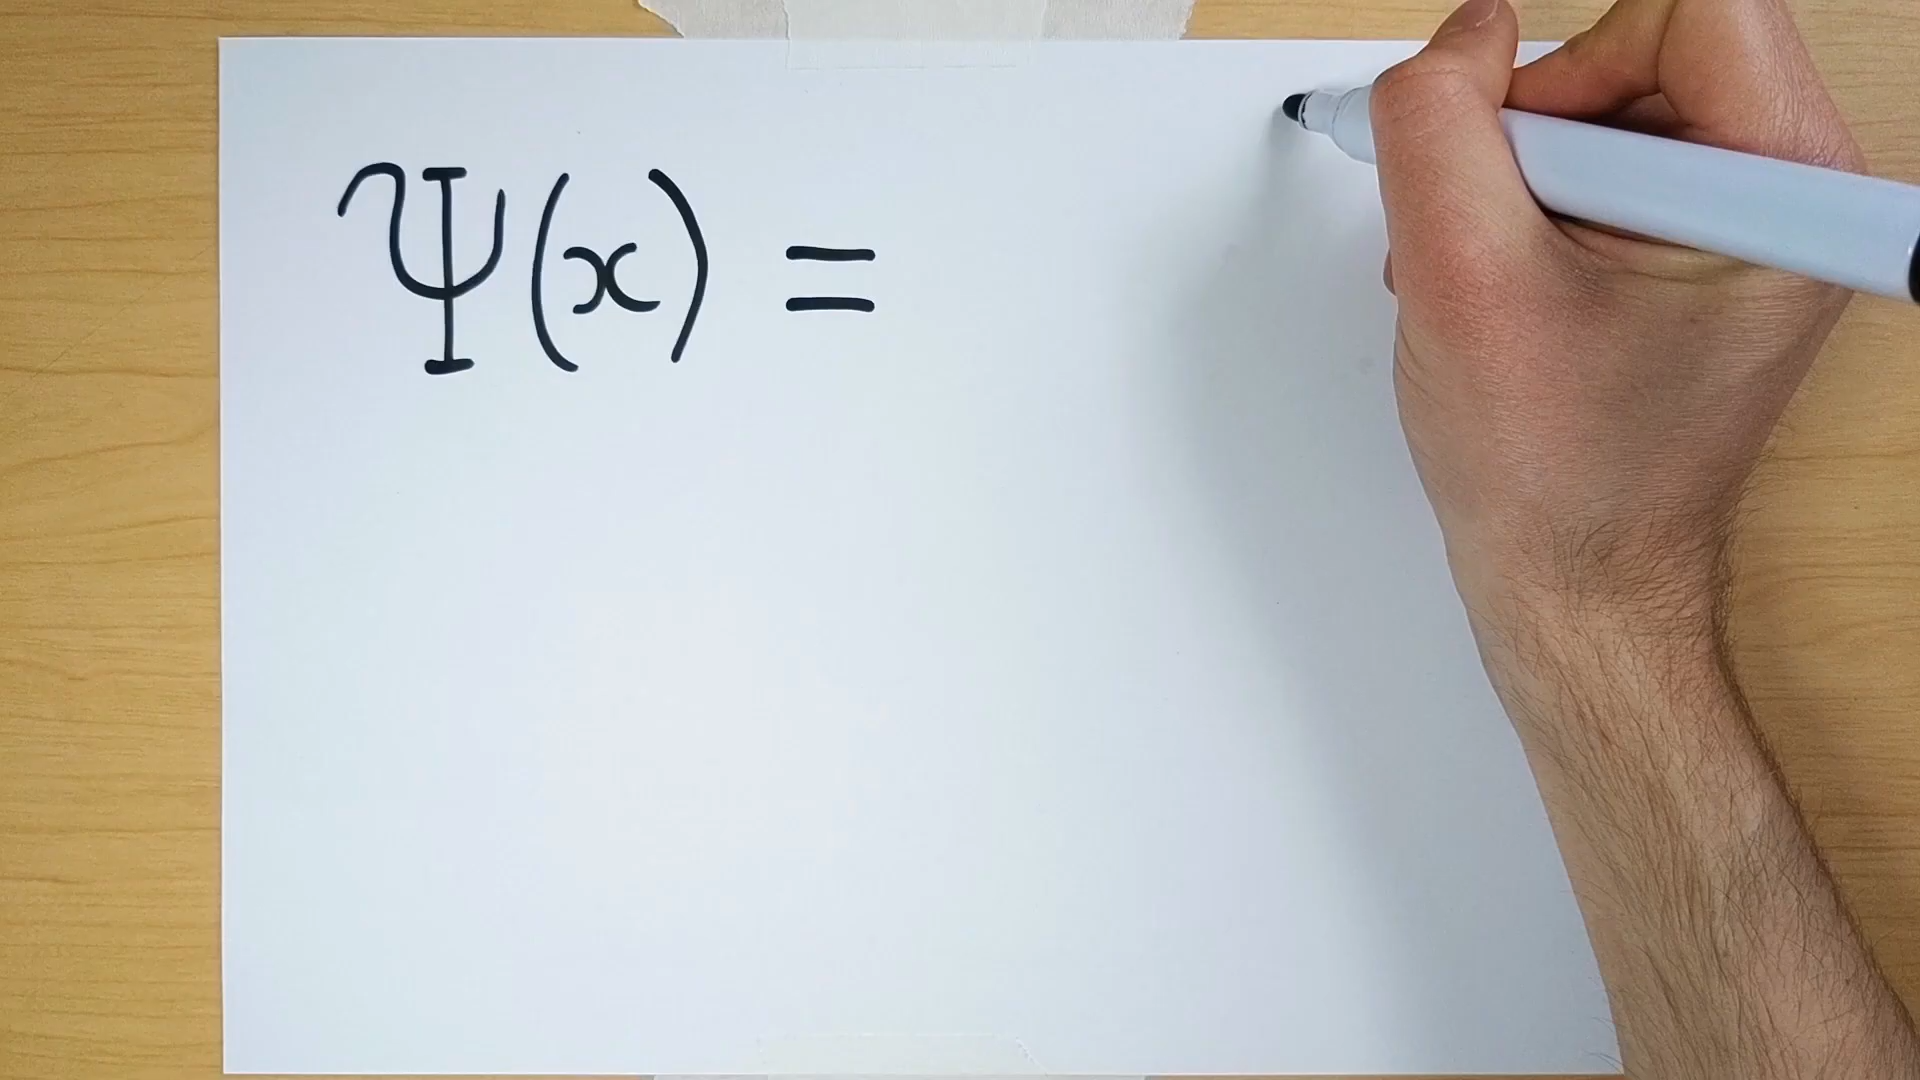 Ψ(x) =